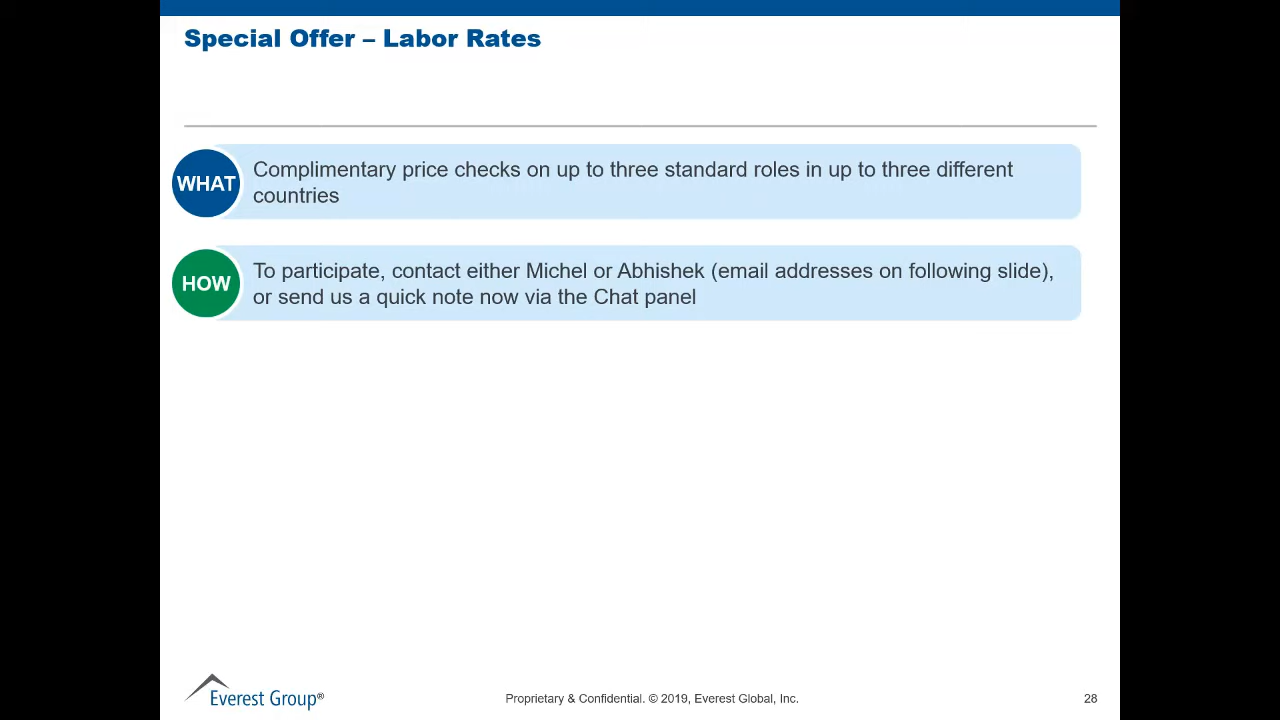 Special Offer – Labor Rates
WHAT
Complimentary price checks on up to three standard roles in up to three different
countries
HOW
To participate, contact either Michel or Abhishek (email addresses on following slide),
or send us a quick note now via the Chat panel
Everest Group®
Proprietary & Confidential. © 2019, Everest Global, Inc.
28